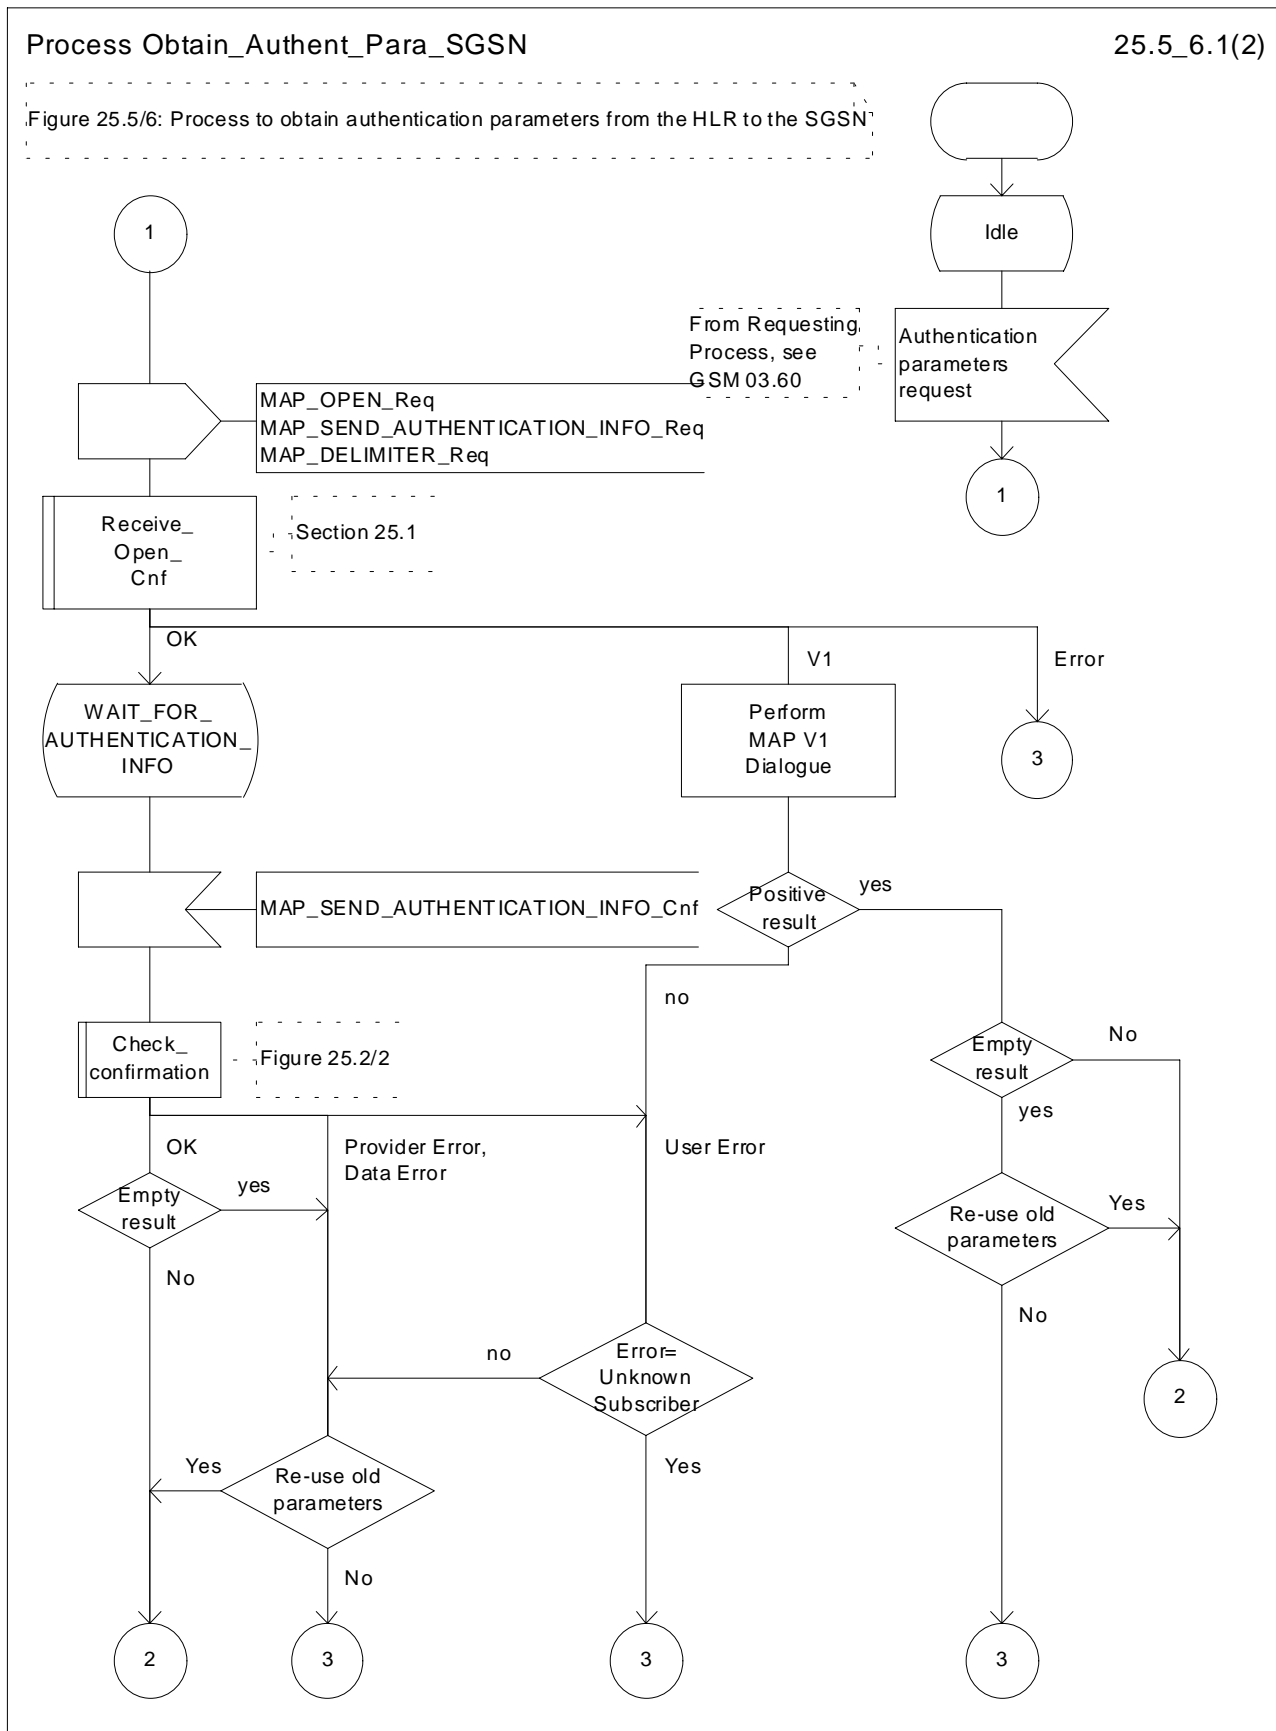 Process Obtain_Authent_Para_SGSN
25.5_6.1(2)
Figure 25.5/6: Process to obtain authentication parameters from the HLR to the SGSN
1
Idle
From Requesting
Process, see
GSM 03.60
Authentication
parameters
request
MAP_OPEN_Req
MAP_SEND_AUTHENTICATION_INFO_Req
MAP_DELIMITER_Req
1
Receive_
Open_
Cnf
Section 25.1
OK
V1
Error
WAIT_FOR_
AUTHENTICATION_
INFO
Perform
MAP V1
Dialogue
3
MAP_SEND_AUTHENTICATION_INFO_Cnf
Positive
result
yes
no
Check_
confirmation
Figure 25.2/2
Empty
result
No
yes
OK
Provider Error,
Data Error
User Error
Empty
result
yes
Re-use old
parameters
Yes
No
No
Error=
Unknown
Subscriber
no
2
Yes
Re-use old
parameters
Yes
No
2
3
3
3